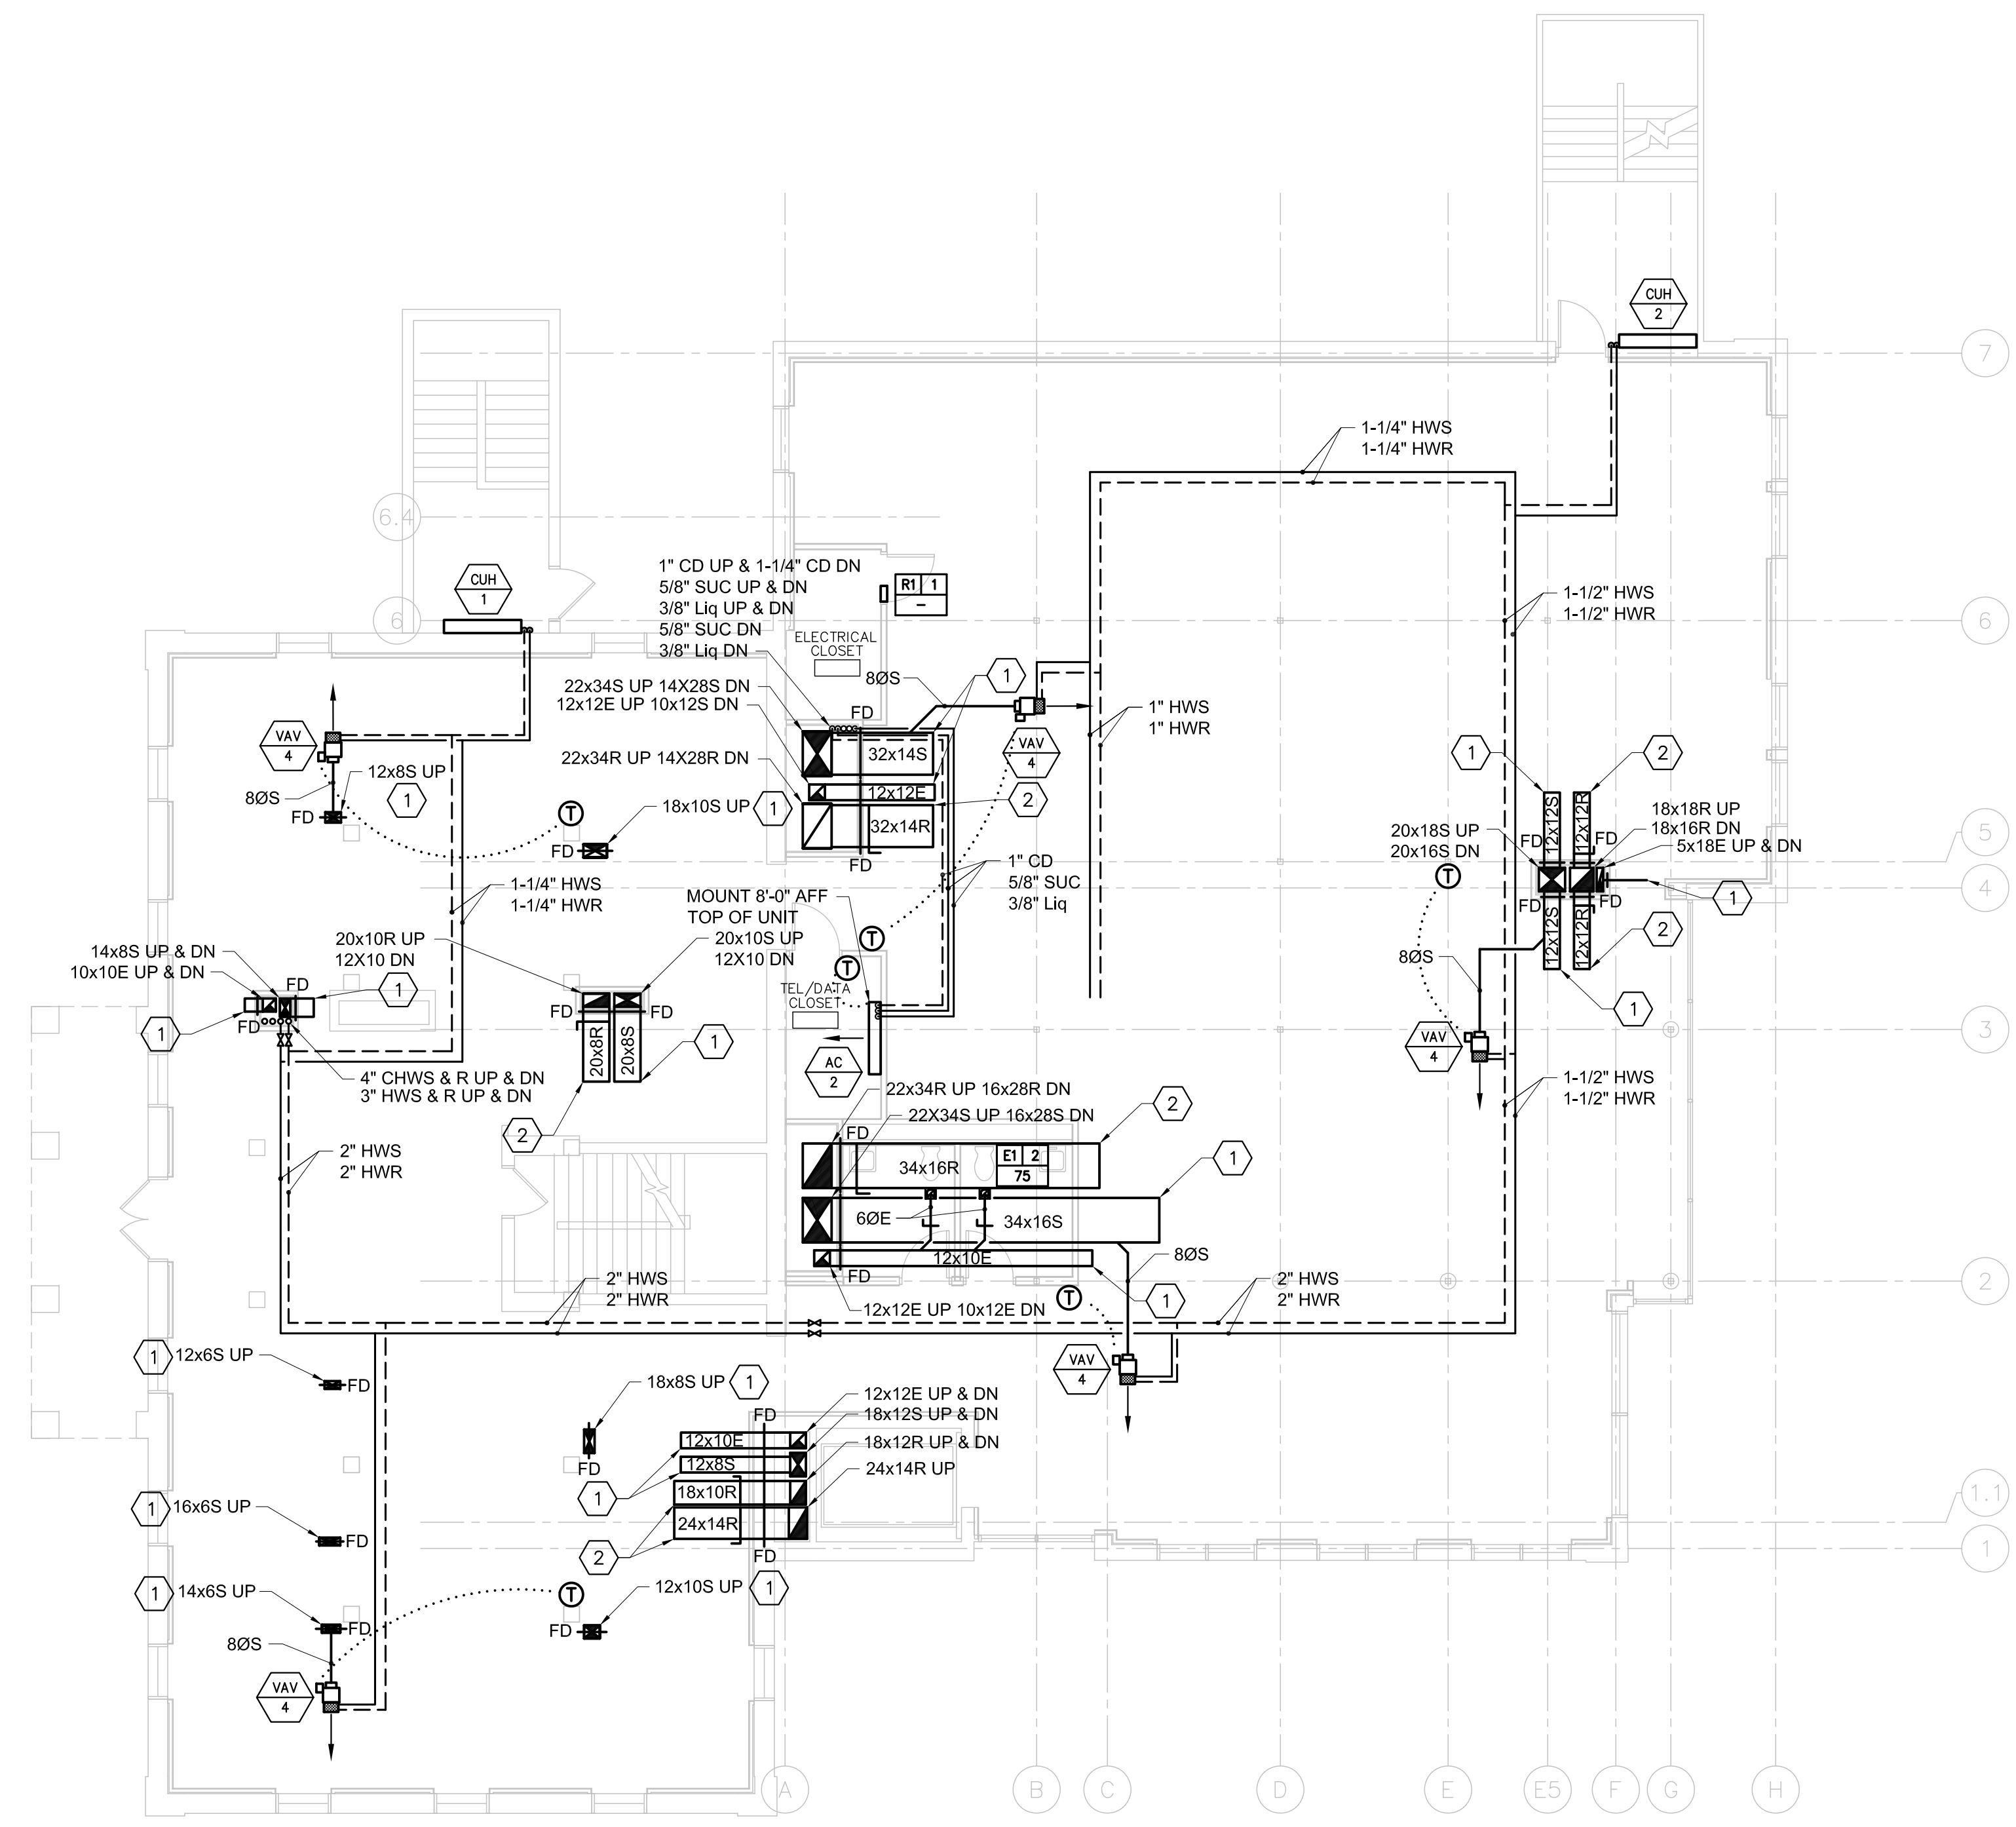 CUH
2
7
1-1/4" HWS
1-1/4" HWR
6.4
1" CD UP & 1-1/4" CD DN
5/8" SUC UP & DN
3/8" Liq UP & DN
5/8" SUC DN
3/8" Liq DN
R1 1
–
CUH
1
6
1-1/2" HWS
1-1/2" HWR
6
ELECTRICAL
CLOSET
8ØS
1
22x34S UP 14X28S DN
12x12E UP 10x12S DN
FD
1" HWS
1" HWR
VAV
4
VAV
4
32x14S
22x34R UP 14X28R DN
1
2
12x8S UP
8ØS
1
12x12E
2
T
18x10S UP
1
32x14R
12x12S
12x12R
FD
18x18R UP
18x16R DN
5x18E UP & DN
20x18S UP
20x16S DN
FD
FD
5
FD
FD
T
1" CD
5/8" SUC
3/8" Liq
4
1-1/4" HWS
1-1/4" HWR
MOUNT 8'-0" AFF
TOP OF UNIT
1
FD
FD
12x12S
12x12R
2
14x8S UP & DN
10x10E UP & DN
20x10R UP
12X10 DN
20x10S UP
12X10 DN
T
T
8ØS
FD
1
TEL/DATA
CLOSET
1
FD
1
FD
FD
3
20x8R
20x8S
1
VAV
4
AC
2
4" CHWS & R UP & DN
3" HWS & R UP & DN
22x34R UP 16x28R DN
1-1/2" HWS
1-1/2" HWR
22X34S UP 16x28S DN
2
2
FD
2" HWS
2" HWR
34x16R
E1 2
75
1
6ØE
34x16S
12x10E
8ØS
FD
2
2" HWS
2" HWR
12x12E UP 10x12E DN
T
1
2" HWS
2" HWR
1
12x6S UP
FD
VAV
4
18x8S UP
1
12x12E UP & DN
18x12S UP & DN
18x12R UP & DN
24x14R UP
FD
12x10E
12x8S
FD
18x10R
1
1.1
1
16x6S UP
24x14R
FD
2
FD
1
1
14x6S UP
T
12x10S UP
1
FD
FD
8ØS
VAV
4
A
B
C
D
E
E5
F
G
H